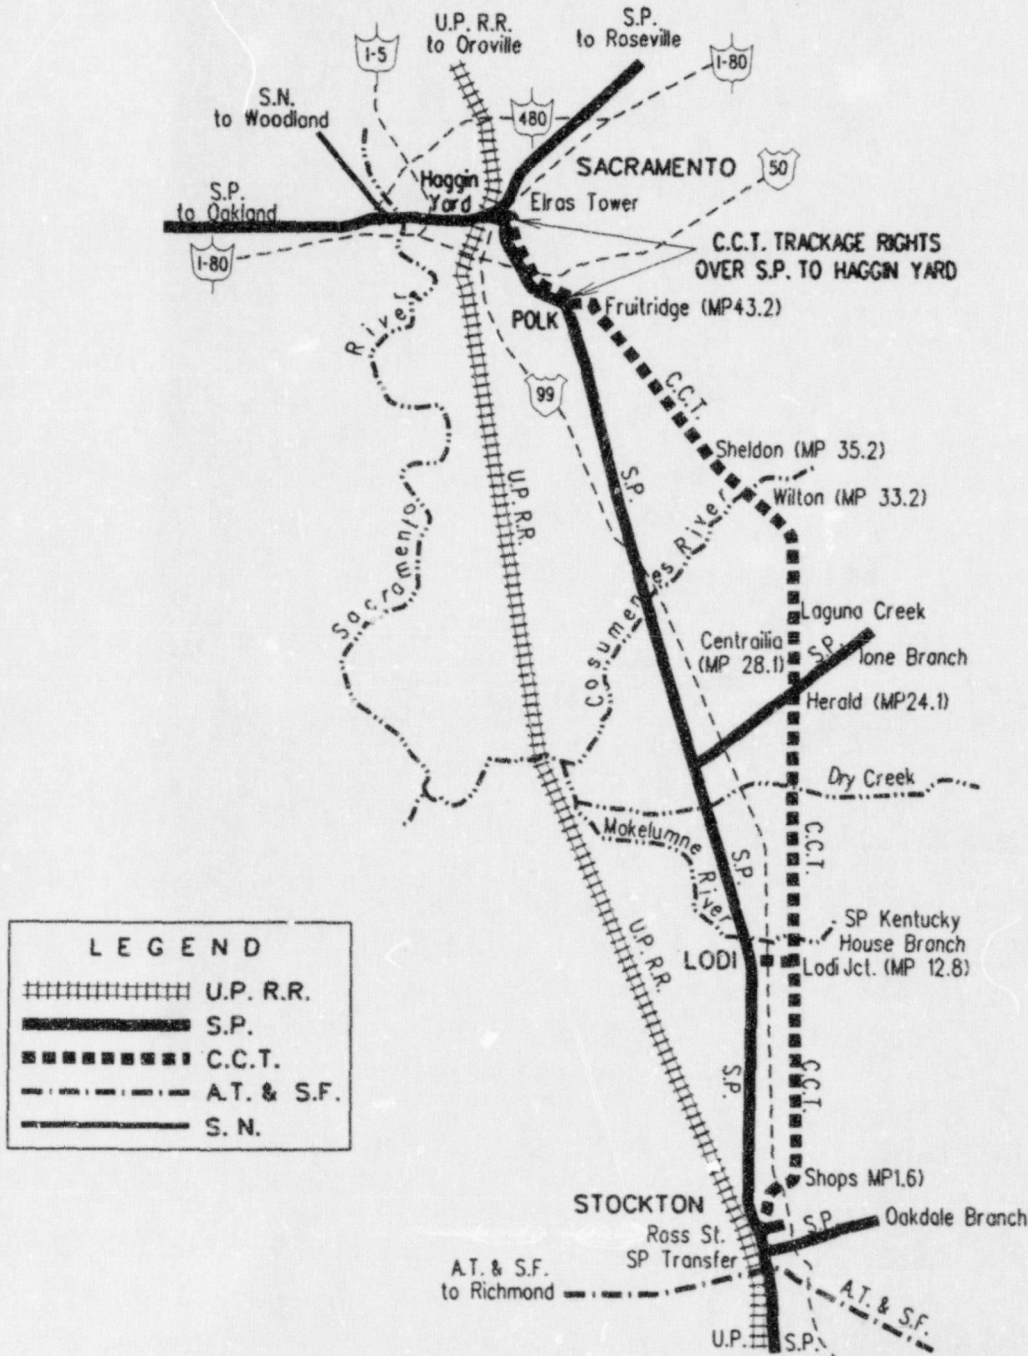 U.P. R.R.
to Oroville
S.P.
to Roseville
I-5
I-80
S.N.
to Woodland
480
SACRAMENTO
50
Haggin
Yard
Elras Tower
S.P.
to Oakland
I-80
C.C.T. TRACKAGE RIGHTS
OVER S.P. TO HAGGIN YARD
POLK
Fruitridge (MP43.2)
River
99
C.C.T.
Sheldon (MP 35.2)
S.P.
Wilton (MP 33.2)
U.P. R.R.
Sacramento
Cosumennes River
Laguna Creek
Centrailia
(MP 28.1)
S.P. Ione Branch
Herald (MP24.1)
Dry Creek
Mokelumne
River
S.P.
C.C.T.
SP Kentucky
House Branch
LODI
Lodi Jct. (MP 12.8)
U.P. R.R.
LEGEND
U.P. R.R.
S.P.
C.C.T.
A.T. & S.F.
S. N.
S.P.
C.C.T.
Shops MP1.6)
STOCKTON
S.P. Oakdale Branch
Ross St.
SP Transfer
A.T. & S.F.
to Richmond
A.T. & S.F.
U.P.
S.P.